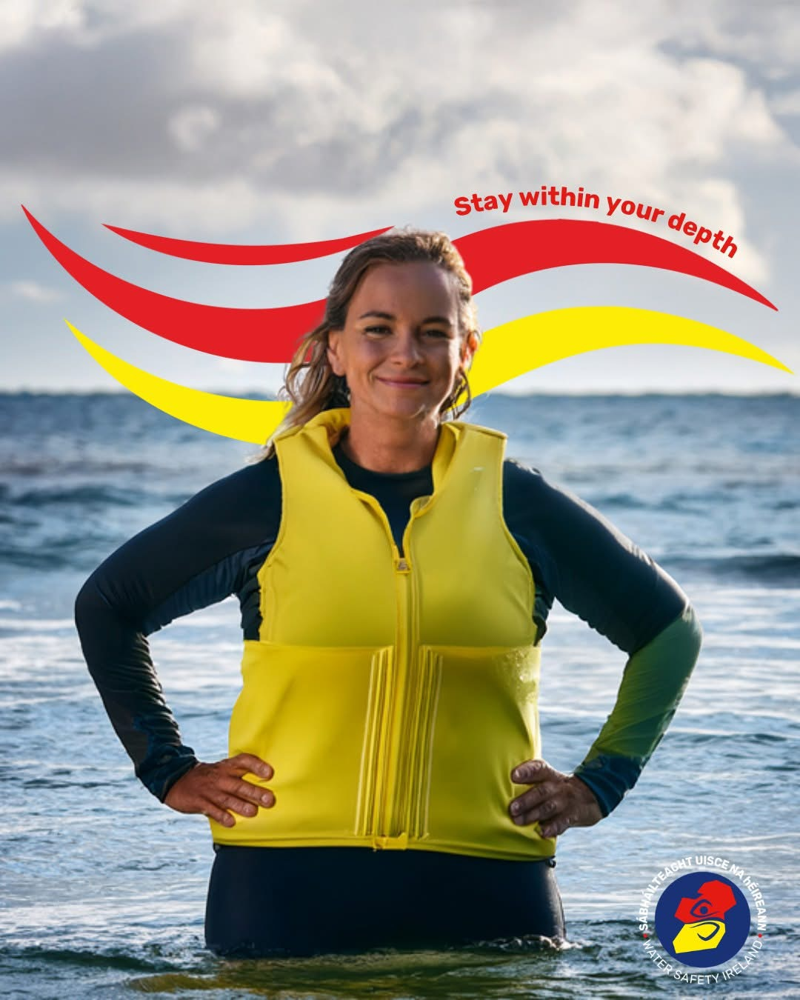 Stay within your depth
SÁBHÁILTEACHT UISCE NA hÉIREANN
WATER SAFETY IRELAND